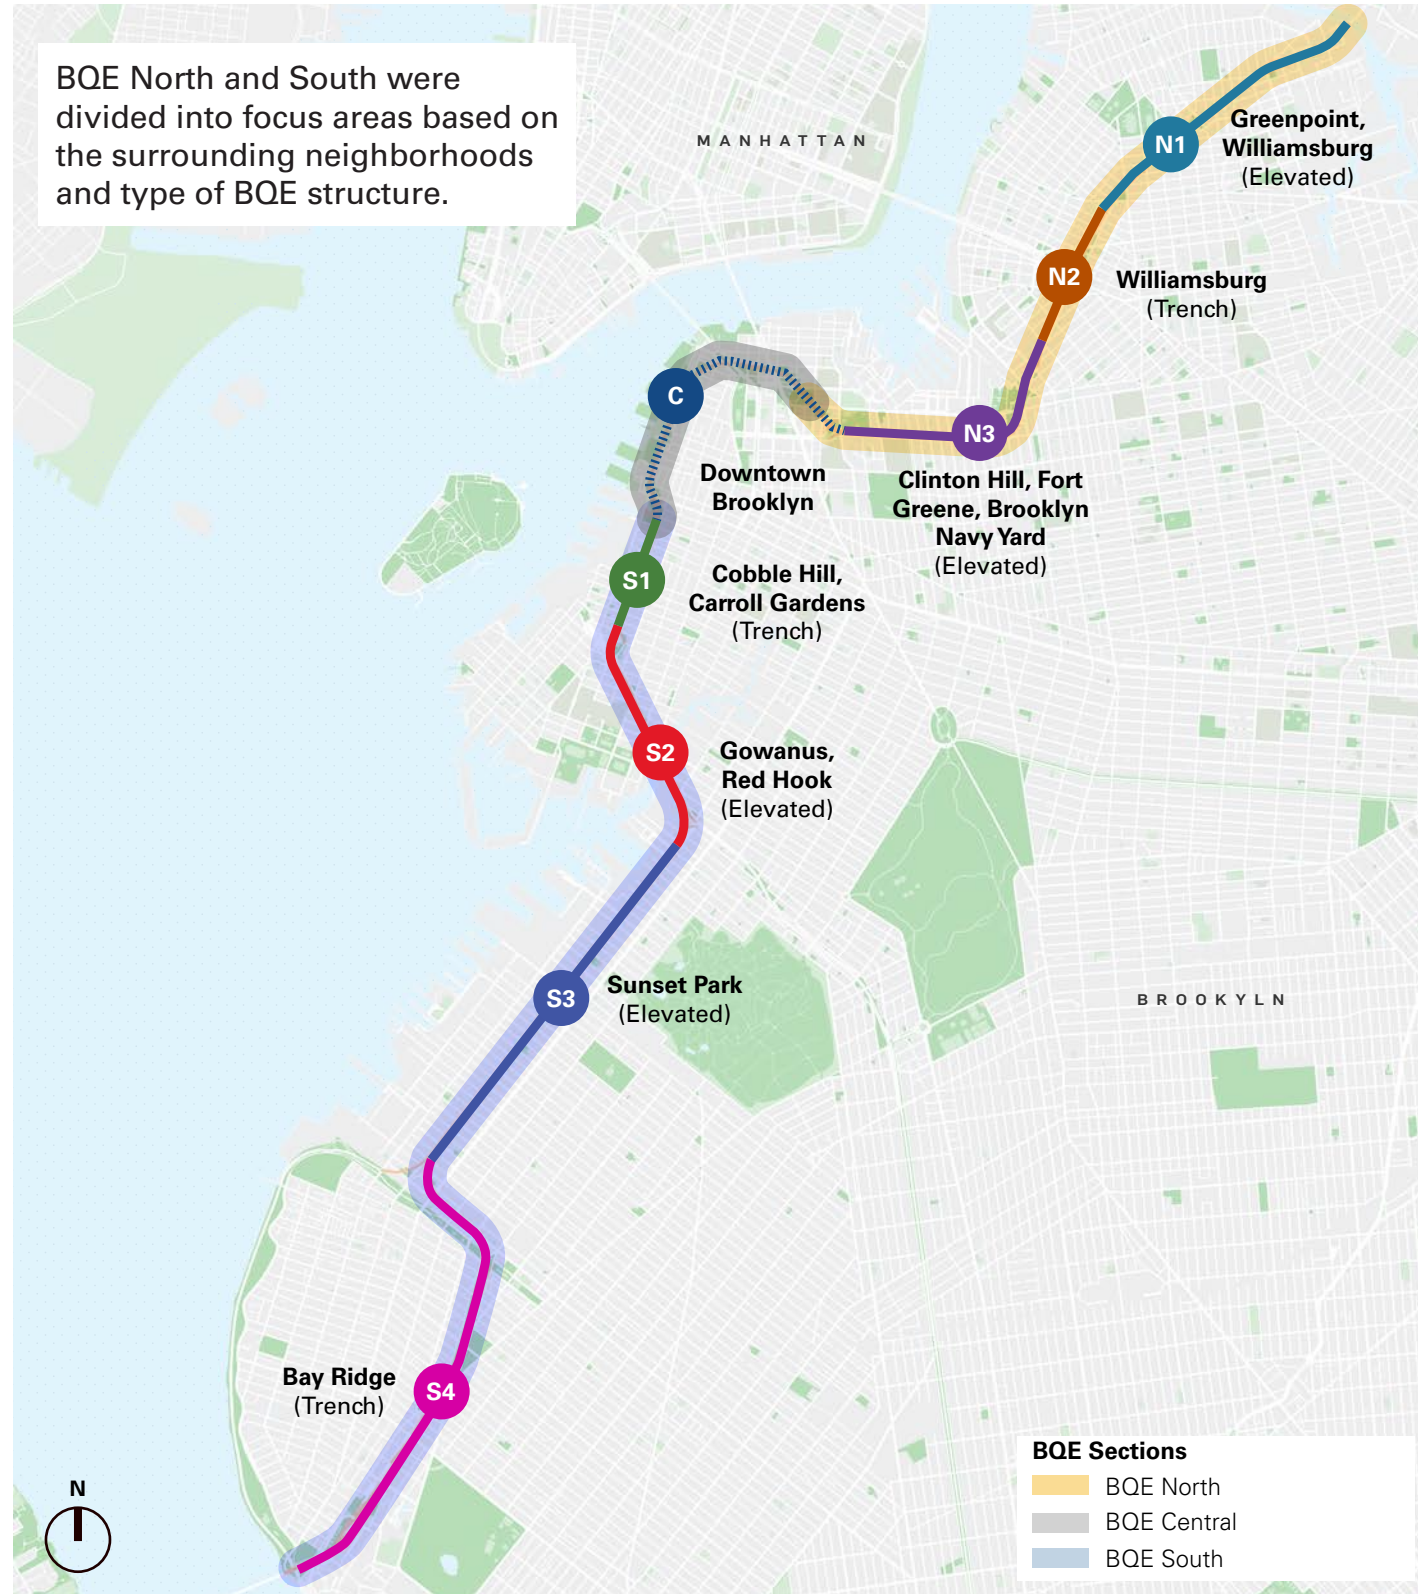 BQE North and South were
divided into focus areas based on
the surrounding neighborhoods
and type of BQE structure.
MANHATTAN
N1
Greenpoint,
Williamsburg
(Elevated)
N2
Williamsburg
(Trench)
C
Downtown
Brooklyn
N3
Clinton Hill, Fort
Greene, Brooklyn
Navy Yard
(Elevated)
S1
Cobble Hill,
Carroll Gardens
(Trench)
S2
Gowanus,
Red Hook
(Elevated)
S3
Sunset Park
(Elevated)
BROOKYLN
Bay Ridge
(Trench)
S4
N
BQE Sections
BQE North
BQE Central
BQE South